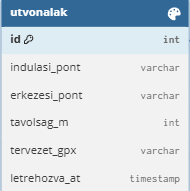 utvonalak
id int
indulasi_pont varchar
erkezesi_pont varchar
tavolsag_m int
tervezet_gpx varchar
letrehozva_at timestamp